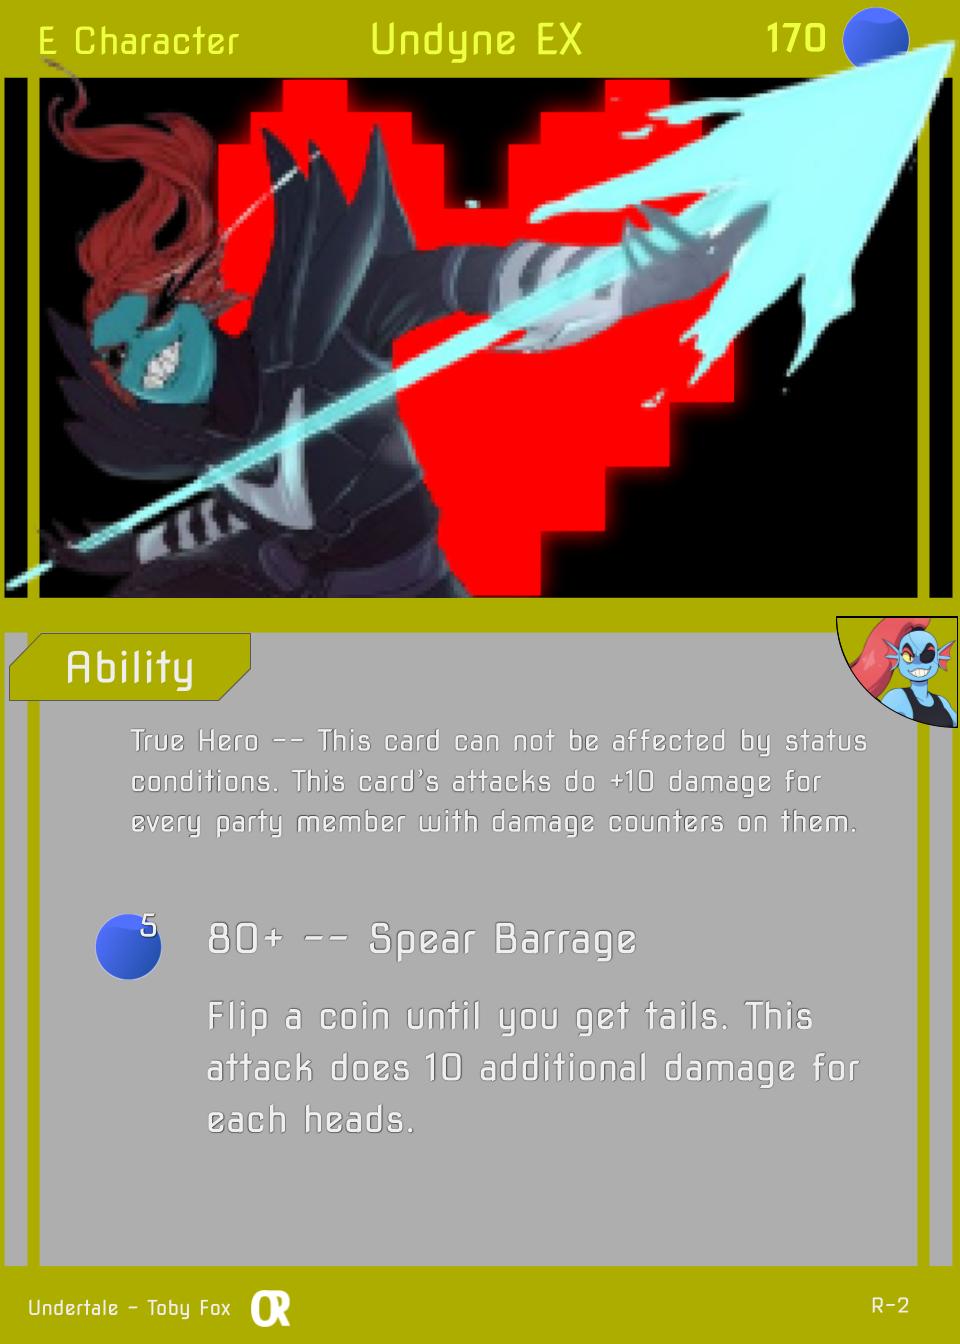 E Character
Undyne EX
170
Ability
True Hero -- This card can not be affected by status
conditions. This card's attacks do +10 damage for
every party member with damage counters on them.
5
80+ -- Spear Barrage
Flip a coin until you get tails. This
attack does 10 additional damage for
each heads.
Undertale - Toby Fox OR
R-2